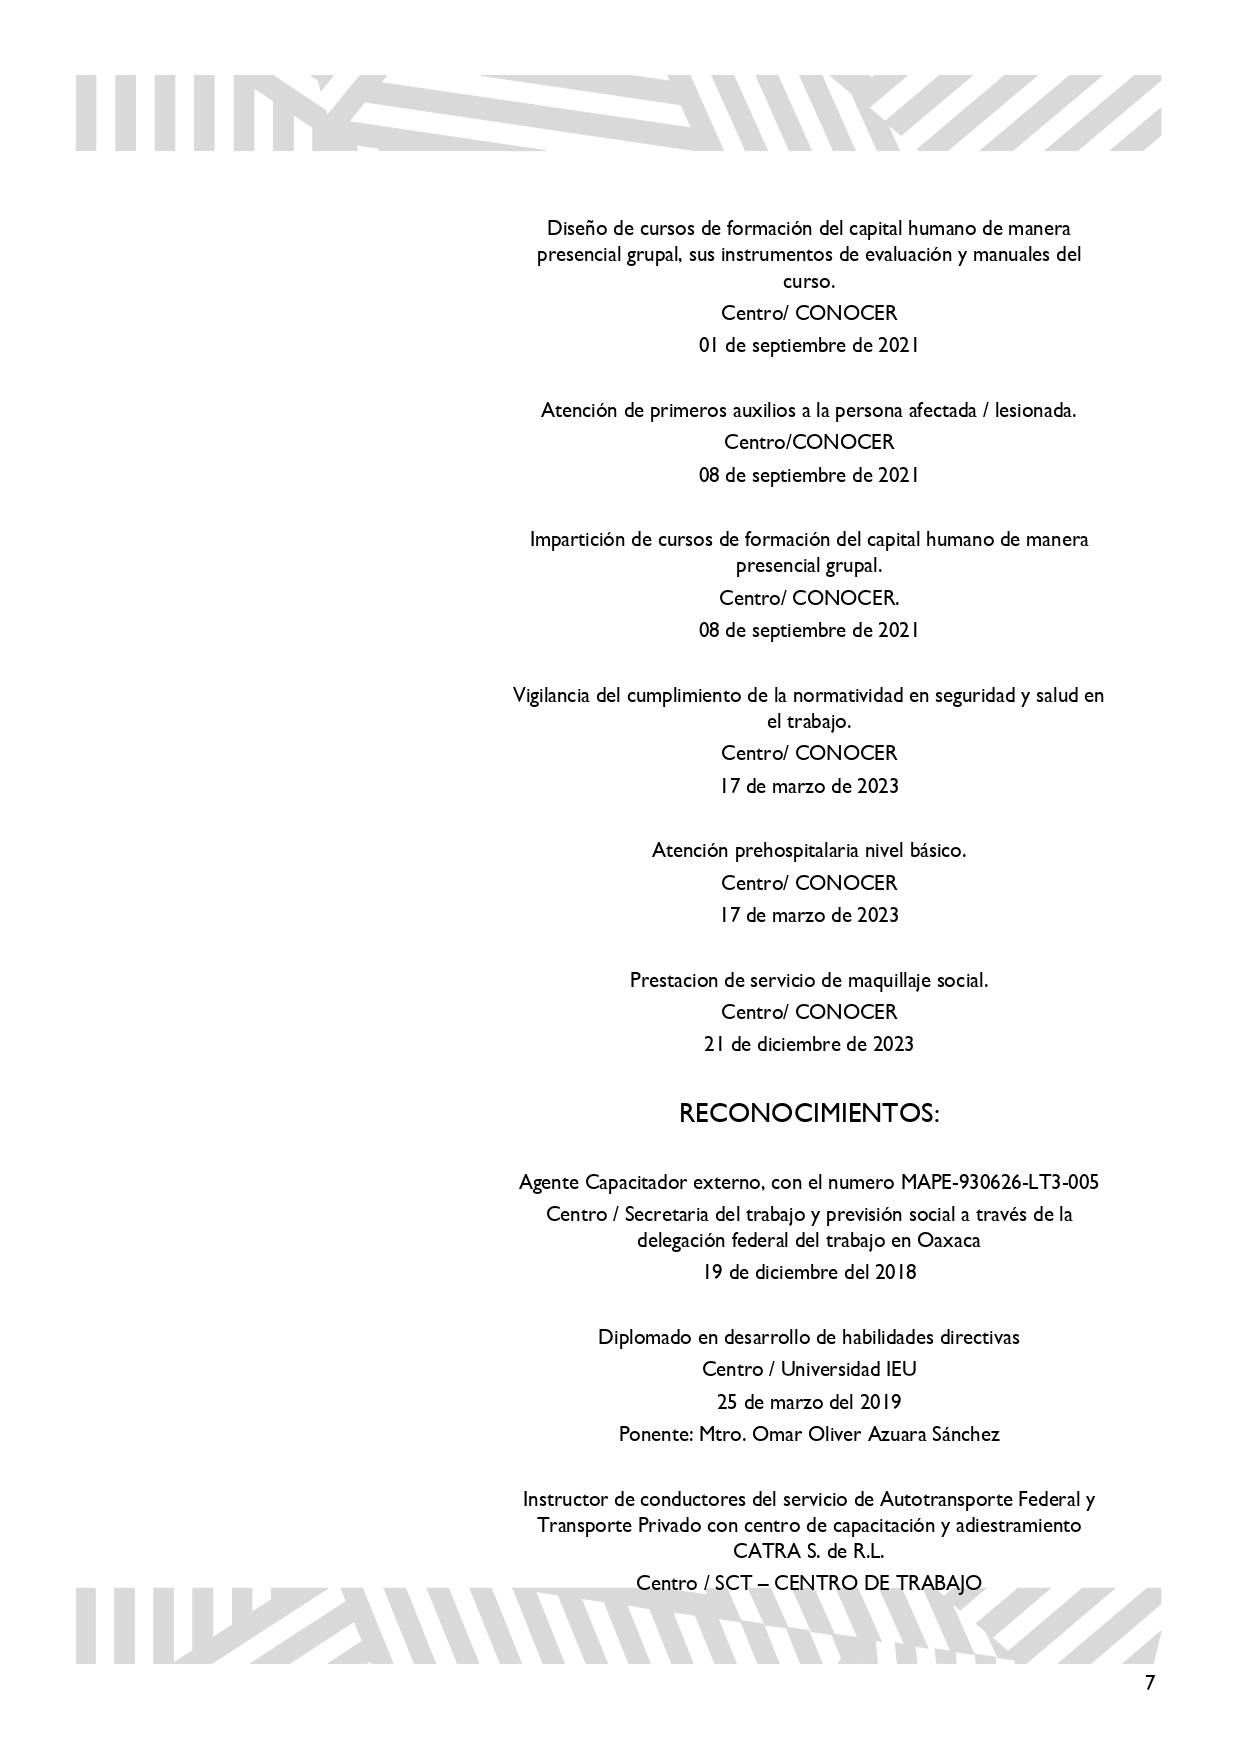 Diseño de cursos de formación del capital humano de manera
presencial grupal, sus instrumentos de evaluación y manuales del
curso.
Centro/ CONOCER
01 de septiembre de 2021
Atención de primeros auxilios a la persona afectada / lesionada.
Centro/CONOCER
08 de septiembre de 2021
Impartición de cursos de formación del capital humano de manera
presencial grupal.
Centro/ CONOCER.
08 de septiembre de 2021
Vigilancia del cumplimiento de la normatividad en seguridad y salud en
el trabajo.
Centro/ CONOCER
17 de marzo de 2023
Atención prehospitalaria nivel básico.
Centro/ CONOCER
17 de marzo de 2023
Prestacion de servicio de maquillaje social.
Centro/ CONOCER
21 de diciembre de 2023
RECONOCIMIENTOS:
Agente Capacitador externo, con el numero MAPE-930626-LT3-005
Centro / Secretaria del trabajo y previsión social a través de la
delegación federal del trabajo en Oaxaca
19 de diciembre del 2018
Diplomado en desarrollo de habilidades directivas
Centro / Universidad IEU
25 de marzo del 2019
Ponente: Mtro. Omar Oliver Azuara Sánchez
Instructor de conductores del servicio de Autotransporte Federal y
Transporte Privado con centro de capacitación y adiestramiento
CATRA S. de R.L.
Centro / SCT – CENTRO DE TRABAJO
7